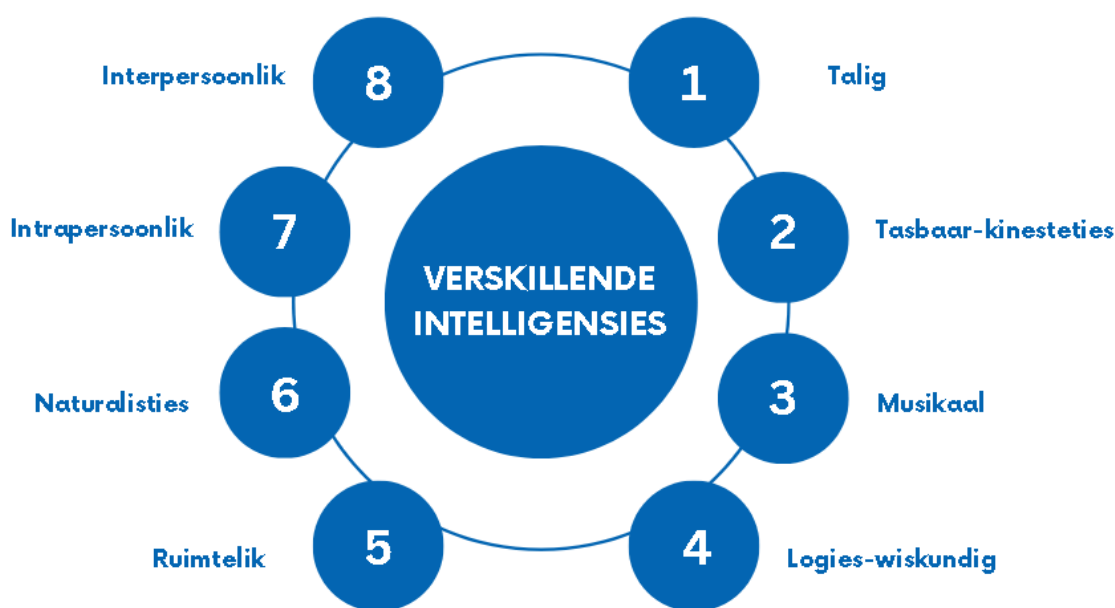 VERSKILLENDE
INTELLIGENSIES
1
Talig
2
Tasbaar-kinesteties
3
Musikaal
4
Logies-wiskundig
5
Ruimtelik
6
Naturalisties
7
Intrapersoonlik
8
Interpersoonlik